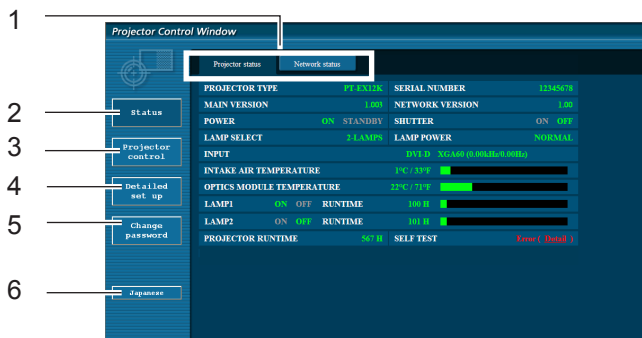 1
Projector Control Window
Projector status Network status
PROJECTOR TYPE PT-EX12K SERIAL NUMBER 12345678
2 Status MAIN VERSION 1.003 NETWORK VERSION 1.00
POWER ON STANDBY SHUTTER ON OFF
LAMP SELECT 2-LAMPS LAMP POWER NORMAL
3 Projector control INPUT DVI-D XGA60 (0.00kHz/0.00Hz)
INTAKE AIR TEMPERATURE 1°C / 33°F
4 Detailed set up OPTICS MODULE TEMPERATURE 22°C / 71°F
LAMP1 ON OFF RUNTIME 100 H
5 Change password LAMP2 ON OFF RUNTIME 101 H
PROJECTOR RUNTIME 567 H SELF TEST Error ( Detail )
6 Japanese